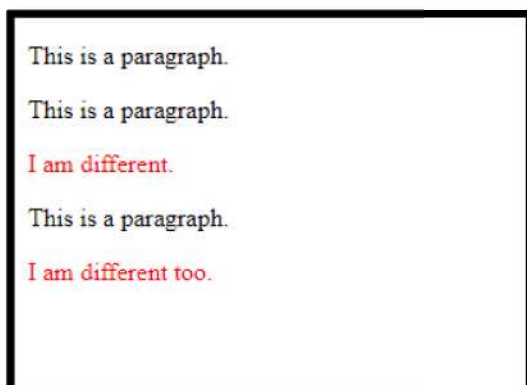 This is a paragraph.
This is a paragraph.
I am different.
This is a paragraph.
I am different too.